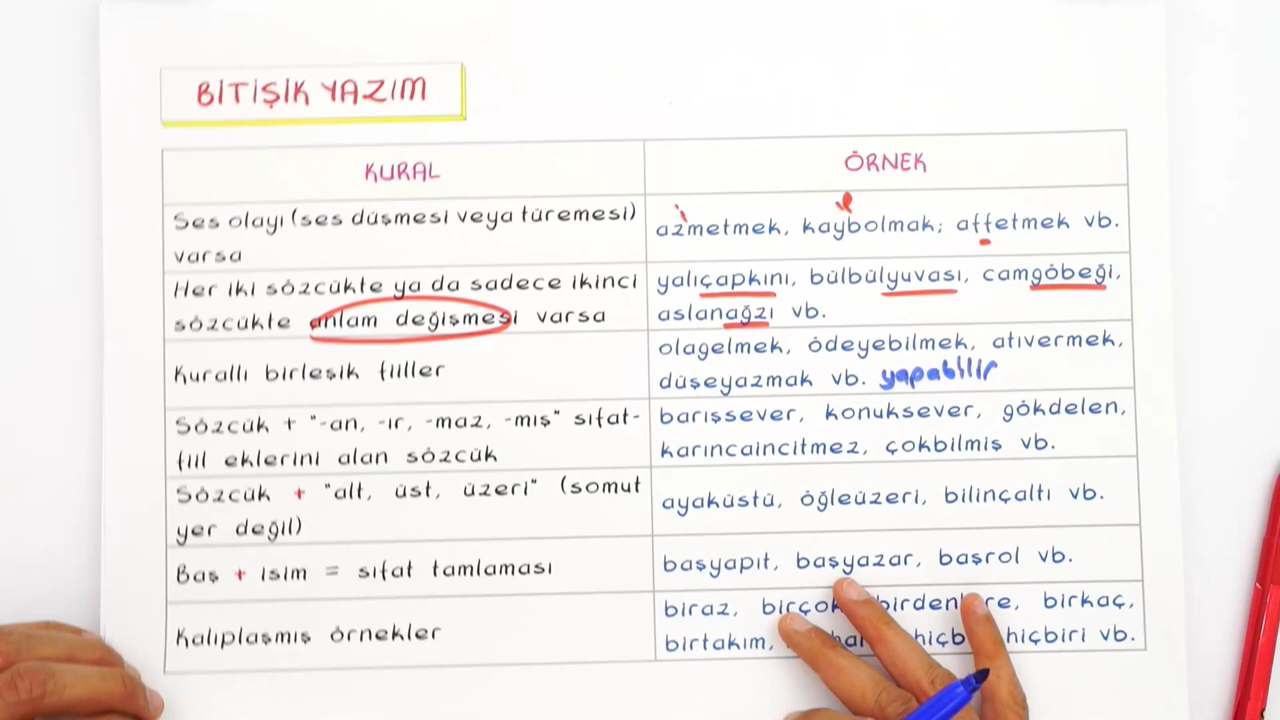 BİTİŞİK YAZIM
KURAL
ÖRNEK
Ses olayı (ses düşmesi veya türemesi)
varsa
i
azmetmek, kaybolmak; affetmek vb.
Her iki sözcükte ya da sadece ikinci
sözcükte anlam değişmesi varsa
yalıçapkını, bülbülyuvası, camgöbeği,
aslanağzı vb.
Kurallı birleşik fiiller
olagelmek, ödeyebilmek, atıvermek,
düşeyazmak vb. yapabilir
Sözcük + "-an, -ır, -maz, -mış" sıfat-
fiil eklerini alan sözcük
barışsever, konuksever, gökdelen,
karıncaincitmez, çokbilmiş vb.
Sözcük + "alt, üst, üzeri" (somut
yer değil)
ayaküstü, öğleüzeri, bilinçaltı vb.
Baş + isim = sıfat tamlaması
başyapıt, başyazar, başrol vb.
Kalıplaşmış örnekler
biraz, birçok, birkaç,
birtakım, hiçbiri vb.